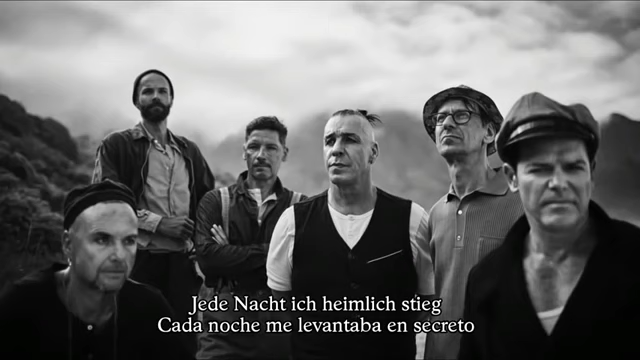 Jede Nacht ich heimlich stieg
Cada noche me levantaba en secreto